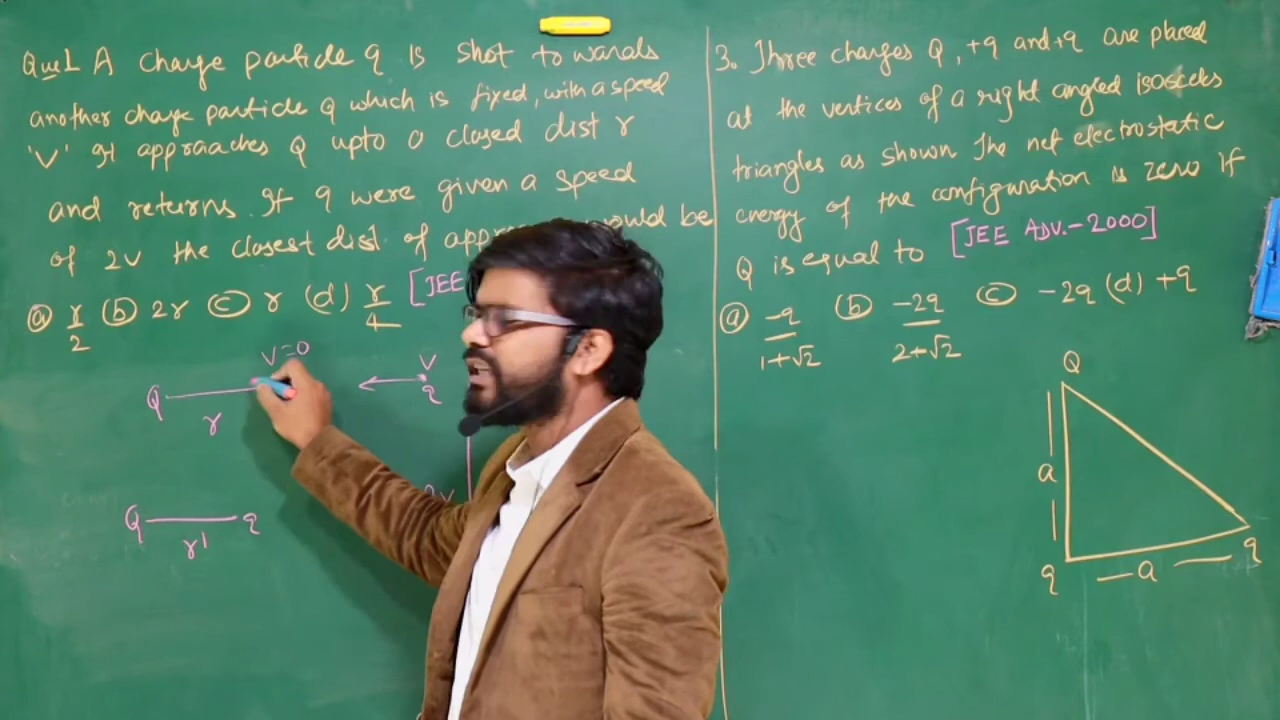 Que1 A charge particle q is shot towards
another charge particle Q which is fixed, with a speed
'V' It approaches Q upto a closed dist r
and returns. If q were given a speed
of 2v the closest dist. of would be
(a) r/2 (b) 2r (c) r (d) r/4 [JEE
V=0
V
Q
q
r
2v
Q q
r'
3. Three charges Q, +q and +q are placed
at the vertices of a right angled isosceles
triangles as shown The net electrostatic
energy of the configuration is zero if
Q is equal to [JEE ADV.-2000]
(a) -q/1+√2 (b) -2q/2+√2 (c) -2q (d) +q
Q
a
q
a
q